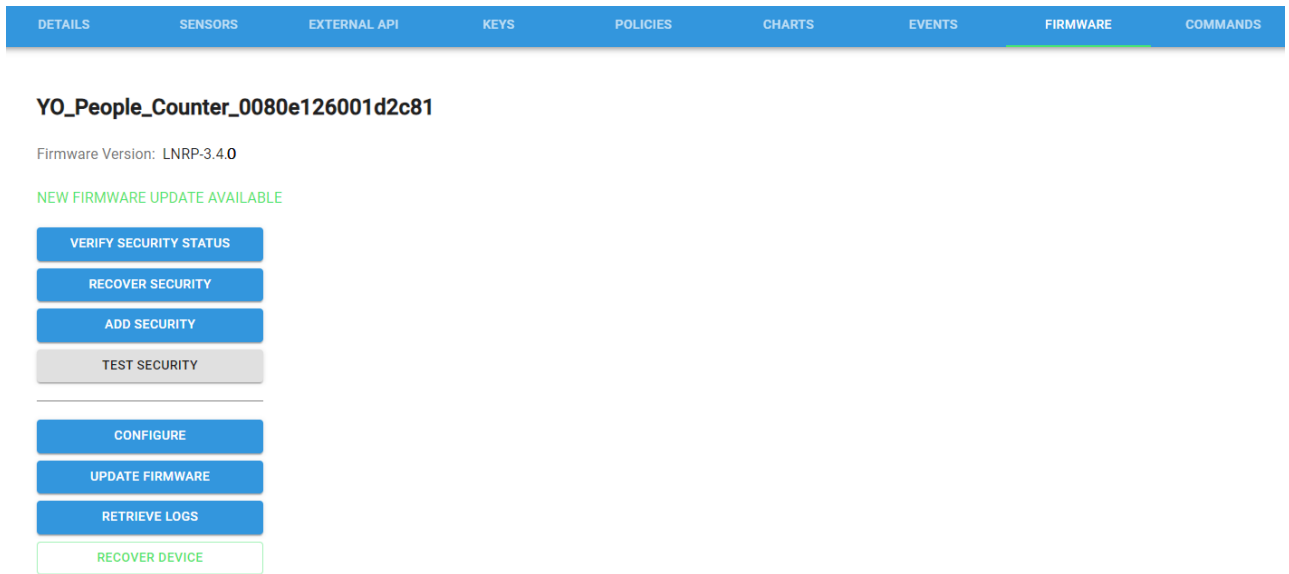 DETAILS SENSORS EXTERNAL API KEYS POLICIES CHARTS EVENTS FIRMWARE COMMANDS
YO_People_Counter_0080e126001d2c81
Firmware Version: LNRP-3.4.0
NEW FIRMWARE UPDATE AVAILABLE
VERIFY SECURITY STATUS
RECOVER SECURITY
ADD SECURITY
TEST SECURITY
CONFIGURE
UPDATE FIRMWARE
RETRIEVE LOGS
RECOVER DEVICE